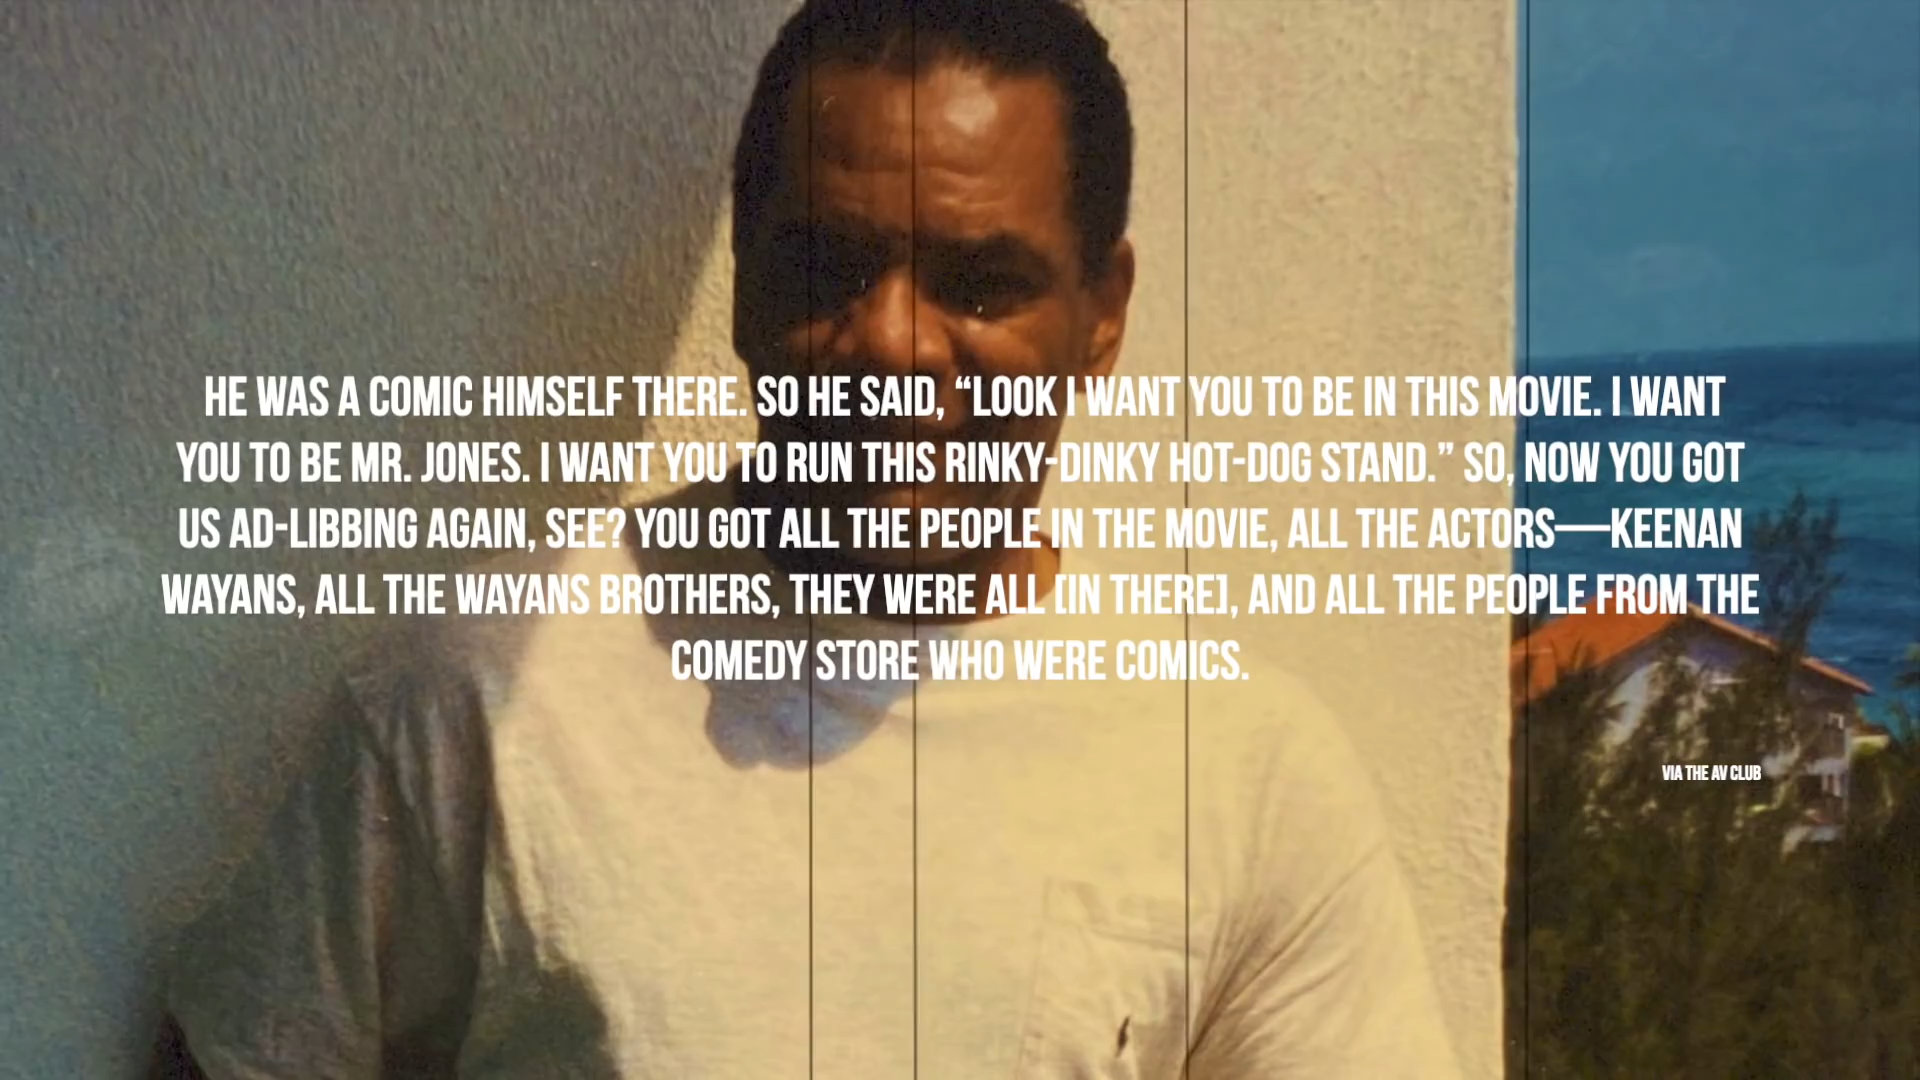 HE WAS A COMIC HIMSELF THERE. SO HE SAID, “LOOK I WANT YOU TO BE IN THIS MOVIE. I WANT
YOU TO BE MR. JONES. I WANT YOU TO RUN THIS RINKY-DINKY HOT-DOG STAND.” SO, NOW YOU GOT
US AD-LIBBING AGAIN, SEE? YOU GOT ALL THE PEOPLE IN THE MOVIE, ALL THE ACTORS—KEENAN
WAYANS, ALL THE WAYANS BROTHERS, THEY WERE ALL [IN THERE], AND ALL THE PEOPLE FROM THE
COMEDY STORE WHO WERE COMICS.
VIA THE AV CLUB